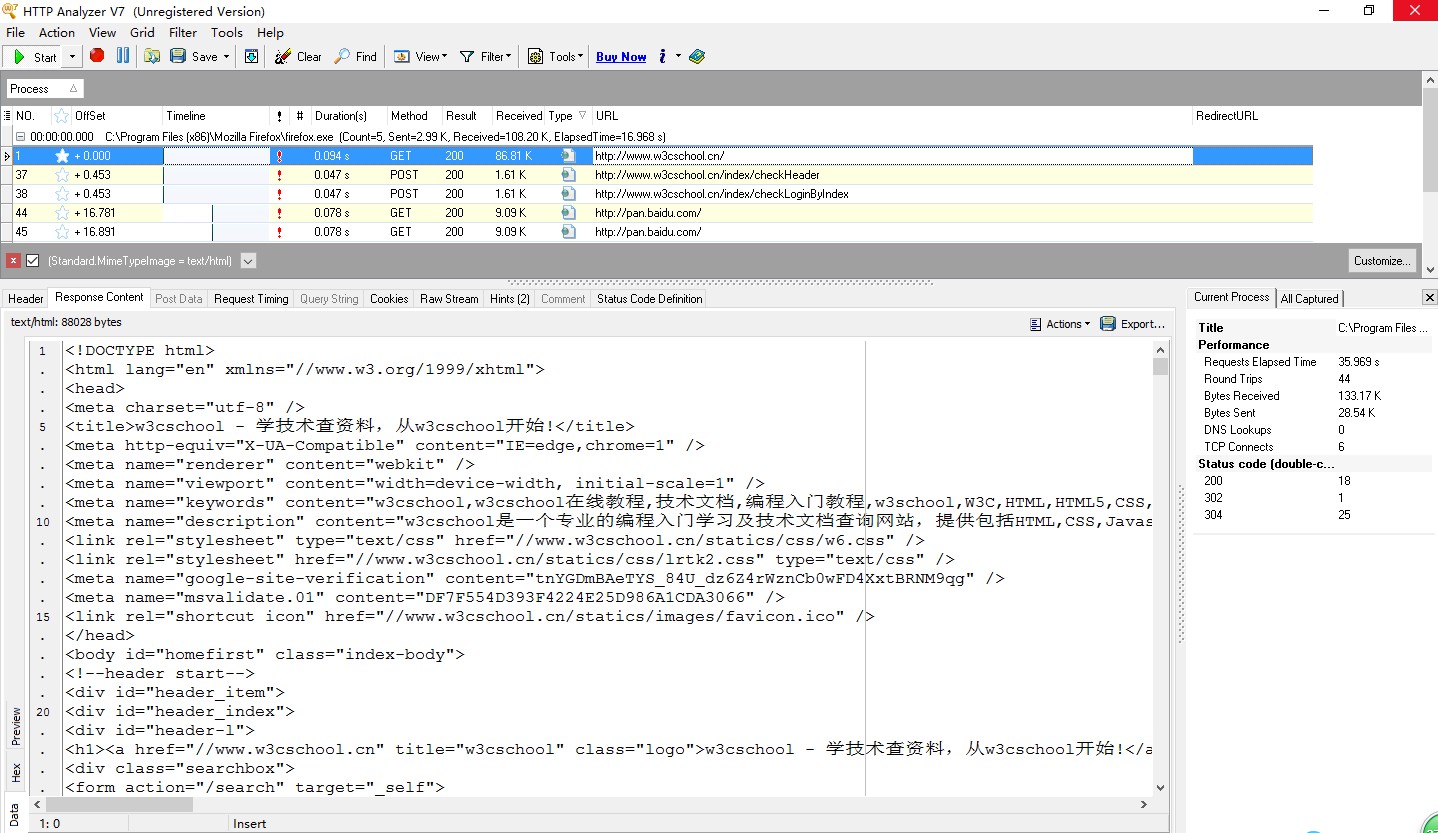 HTTP Analyzer V7 (Unregistered Version)
File Action View Grid Filter Tools Help
Start Save Clear Find View Filter Tools Buy Now i
Process
NO. OffSet Timeline ! # Duration(s) Method Result Received Type URL RedirectURL
00:00:00.000 C:\Program Files (x86)\Mozilla Firefox\firefox.exe (Count=5, Sent=2.99 K, Received=108.20 K, ElapsedTime=16.968 s)
1 + 0.000 ! 0.094 s GET 200 86.81 K http://www.w3cschool.cn/
37 + 0.453 ! 0.047 s POST 200 1.61 K http://www.w3cschool.cn/index/checkHeader
38 + 0.453 ! 0.047 s POST 200 1.61 K http://www.w3cschool.cn/index/checkLoginByIndex
44 + 16.781 ! 0.078 s GET 200 9.09 K http://pan.baidu.com/
45 + 16.891 ! 0.078 s GET 200 9.09 K http://pan.baidu.com/
(Standard.MimeTypeImage = text/html) Customize...
Header Response Content Post Data Request Timing Query String Cookies Raw Stream Hints (2) Comment Status Code Definition
text/html: 88028 bytes Actions Export...
1 <!DOCTYPE html>
. <html lang="en" xmlns="//www.w3.org/1999/xhtml">
. <head>
. <meta charset="utf-8" />
5 <title>w3cschool - 学技术查资料，从w3cschool开始!</title>
. <meta http-equiv="X-UA-Compatible" content="IE=edge,chrome=1" />
. <meta name="renderer" content="webkit" />
. <meta name="viewport" content="width=device-width, initial-scale=1" />
. <meta name="keywords" content="w3cschool,w3cschool在线教程,技术文档,编程入门教程,w3school,W3C,HTML,HTML5,CSS,
10 <meta name="description" content="w3cschool是一个专业的编程入门学习及技术文档查询网站，提供包括HTML,CSS,Javas
. <link rel="stylesheet" type="text/css" href="//www.w3cschool.cn/statics/css/w6.css" />
. <link rel="stylesheet" href="//www.w3cschool.cn/statics/css/lrtk2.css" type="text/css" />
. <meta name="google-site-verification" content="tnYGDmBAeTYS_84U_dz6Z4rWznCb0wFD4XxtBRNM9qg" />
. <meta name="msvalidate.01" content="DF7F554D393F4224E25D986A1CDA3066" />
15 <link rel="shortcut icon" href="//www.w3cschool.cn/statics/images/favicon.ico" />
. </head>
. <body id="homefirst" class="index-body">
. <!--header start-->
. <div id="header_item">
20 <div id="header_index">
. <div id="header-l">
. <h1><a href="//www.w3cschool.cn" title="w3cschool" class="logo">w3cschool - 学技术查资料，从w3cschool开始!</a
. <div class="searchbox">
. <form action="/search" target="_self">
Preview
Hex
Data
1: 0 Insert
Current Process All Captured
Title C:\Program Files ...
Performance
Requests Elapsed Time 35.969 s
Round Trips 44
Bytes Received 133.17 K
Bytes Sent 28.54 K
DNS Lookups 0
TCP Connects 6
Status code (double-c...
200 18
302 1
304 25